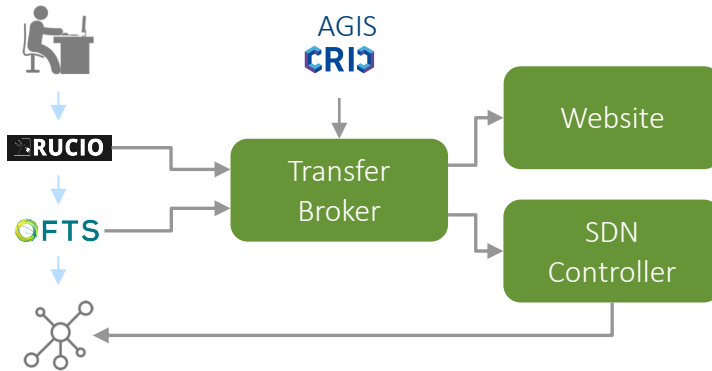 AGIS
CRIC
RUCIO
FTS
Transfer
Broker
Website
SDN
Controller